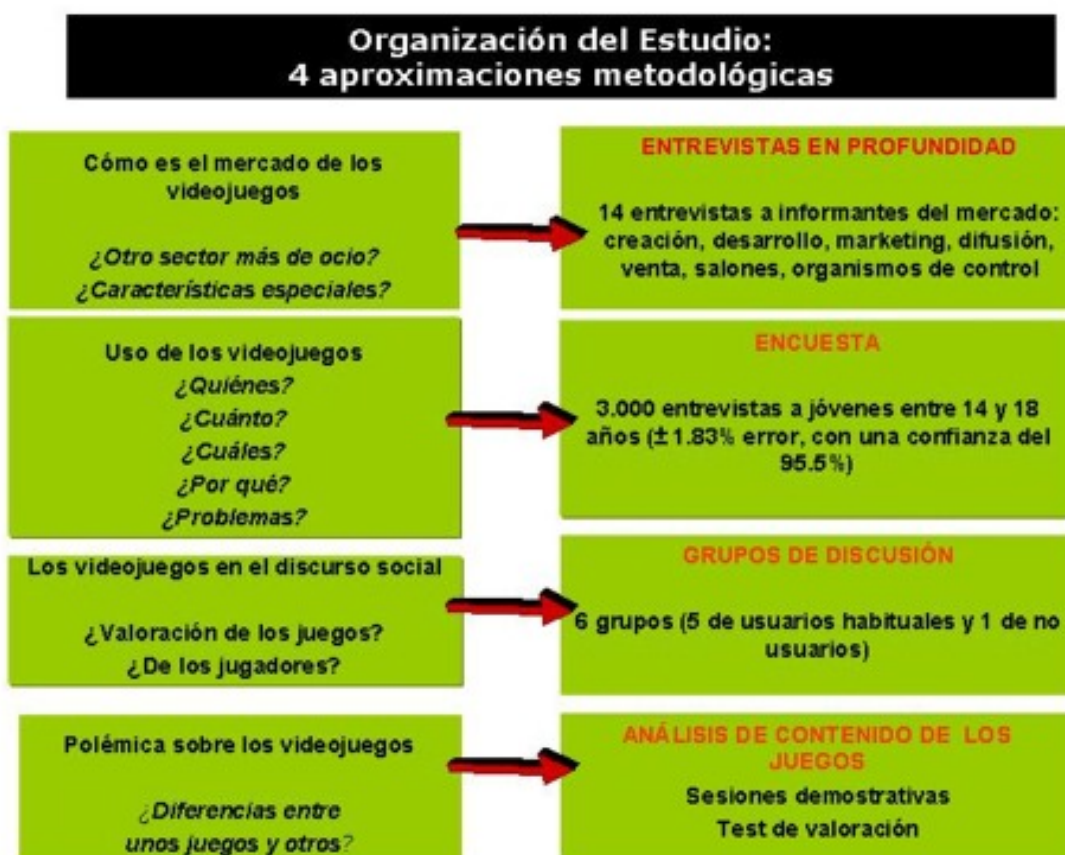 Organización del Estudio:
4 aproximaciones metodológicas
Cómo es el mercado de los
videojuegos
¿Otro sector más de ocio?
¿Características especiales?
ENTREVISTAS EN PROFUNDIDAD
14 entrevistas a informantes del mercado:
creación, desarrollo, marketing, difusión,
venta, salones, organismos de control
Uso de los videojuegos
¿Quiénes?
¿Cuánto?
¿Cuáles?
¿Por qué?
¿Problemas?
ENCUESTA
3.000 entrevistas a jóvenes entre 14 y 18
años (±1.83% error, con una confianza del
95.5%)
Los videojuegos en el discurso social
¿Valoración de los juegos?
¿De los jugadores?
GRUPOS DE DISCUSIÓN
6 grupos (5 de usuarios habituales y 1 de no
usuarios)
Polémica sobre los videojuegos
¿Diferencias entre
unos juegos y otros?
ANÁLISIS DE CONTENIDO DE LOS
JUEGOS
Sesiones demostrativas
Test de valoración